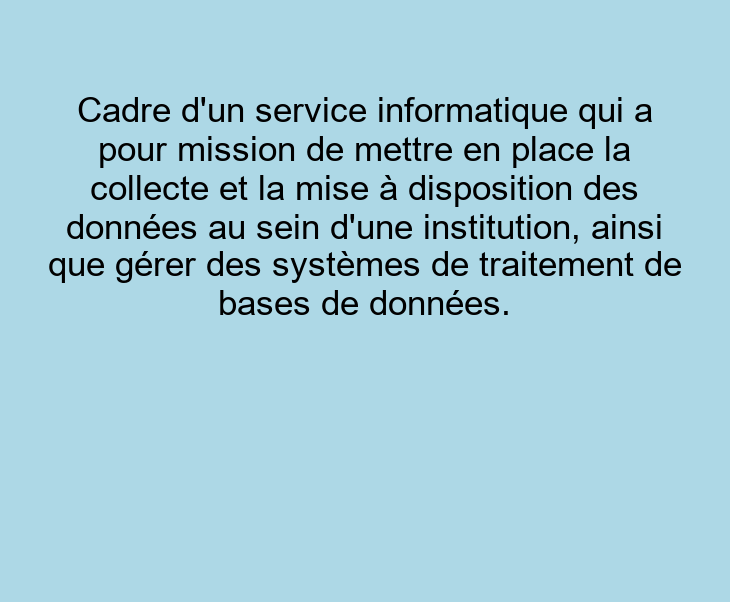 Cadre d'un service informatique qui a
pour mission de mettre en place la
collecte et la mise à disposition des
données au sein d'une institution, ainsi
que gérer des systèmes de traitement de
bases de données.